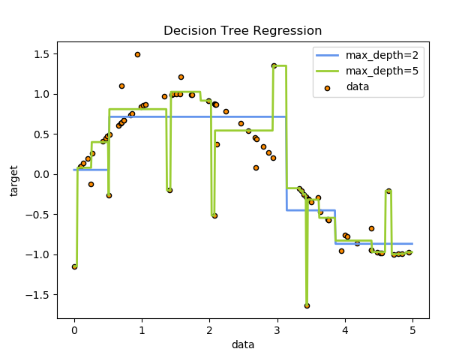 Decision Tree Regression
max_depth=2
max_depth=5
data
1.5
1.0
0.5
0.0
−0.5
−1.0
−1.5
target
0 1 2 3 4 5
data